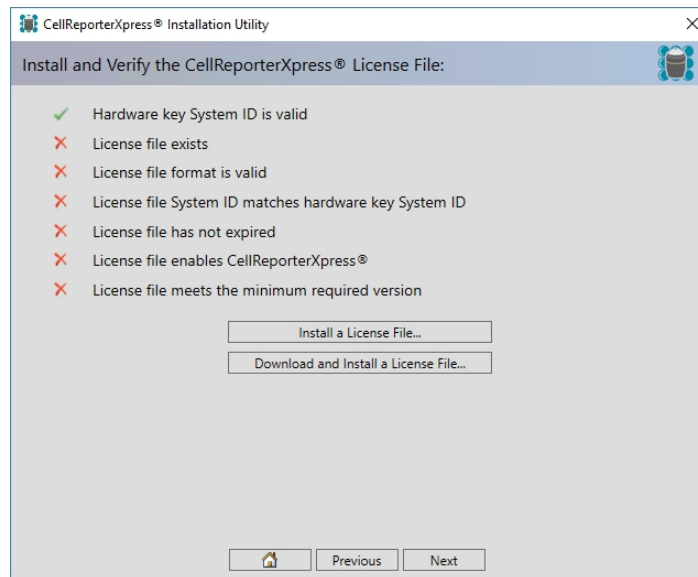 CellReporterXpress® Installation Utility
Install and Verify the CellReporterXpress® License File:
Hardware key System ID is valid
License file exists
License file format is valid
License file System ID matches hardware key System ID
License file has not expired
License file enables CellReporterXpress®
License file meets the minimum required version
Install a License File...
Download and Install a License File...
Previous Next